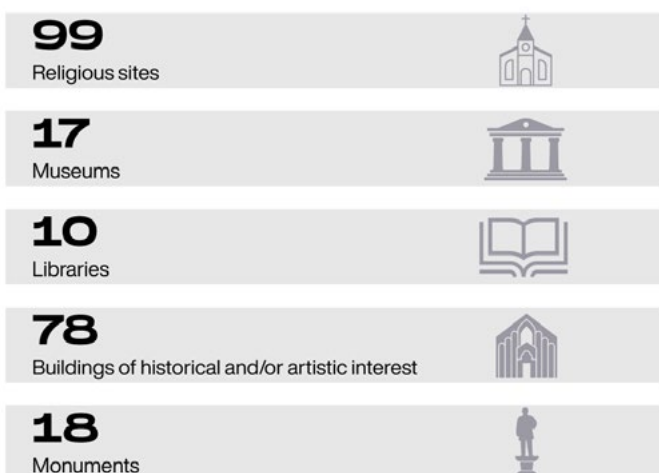 99
Religious sites
17
Museums
10
Libraries
78
Buildings of historical and/or artistic interest
18
Monuments